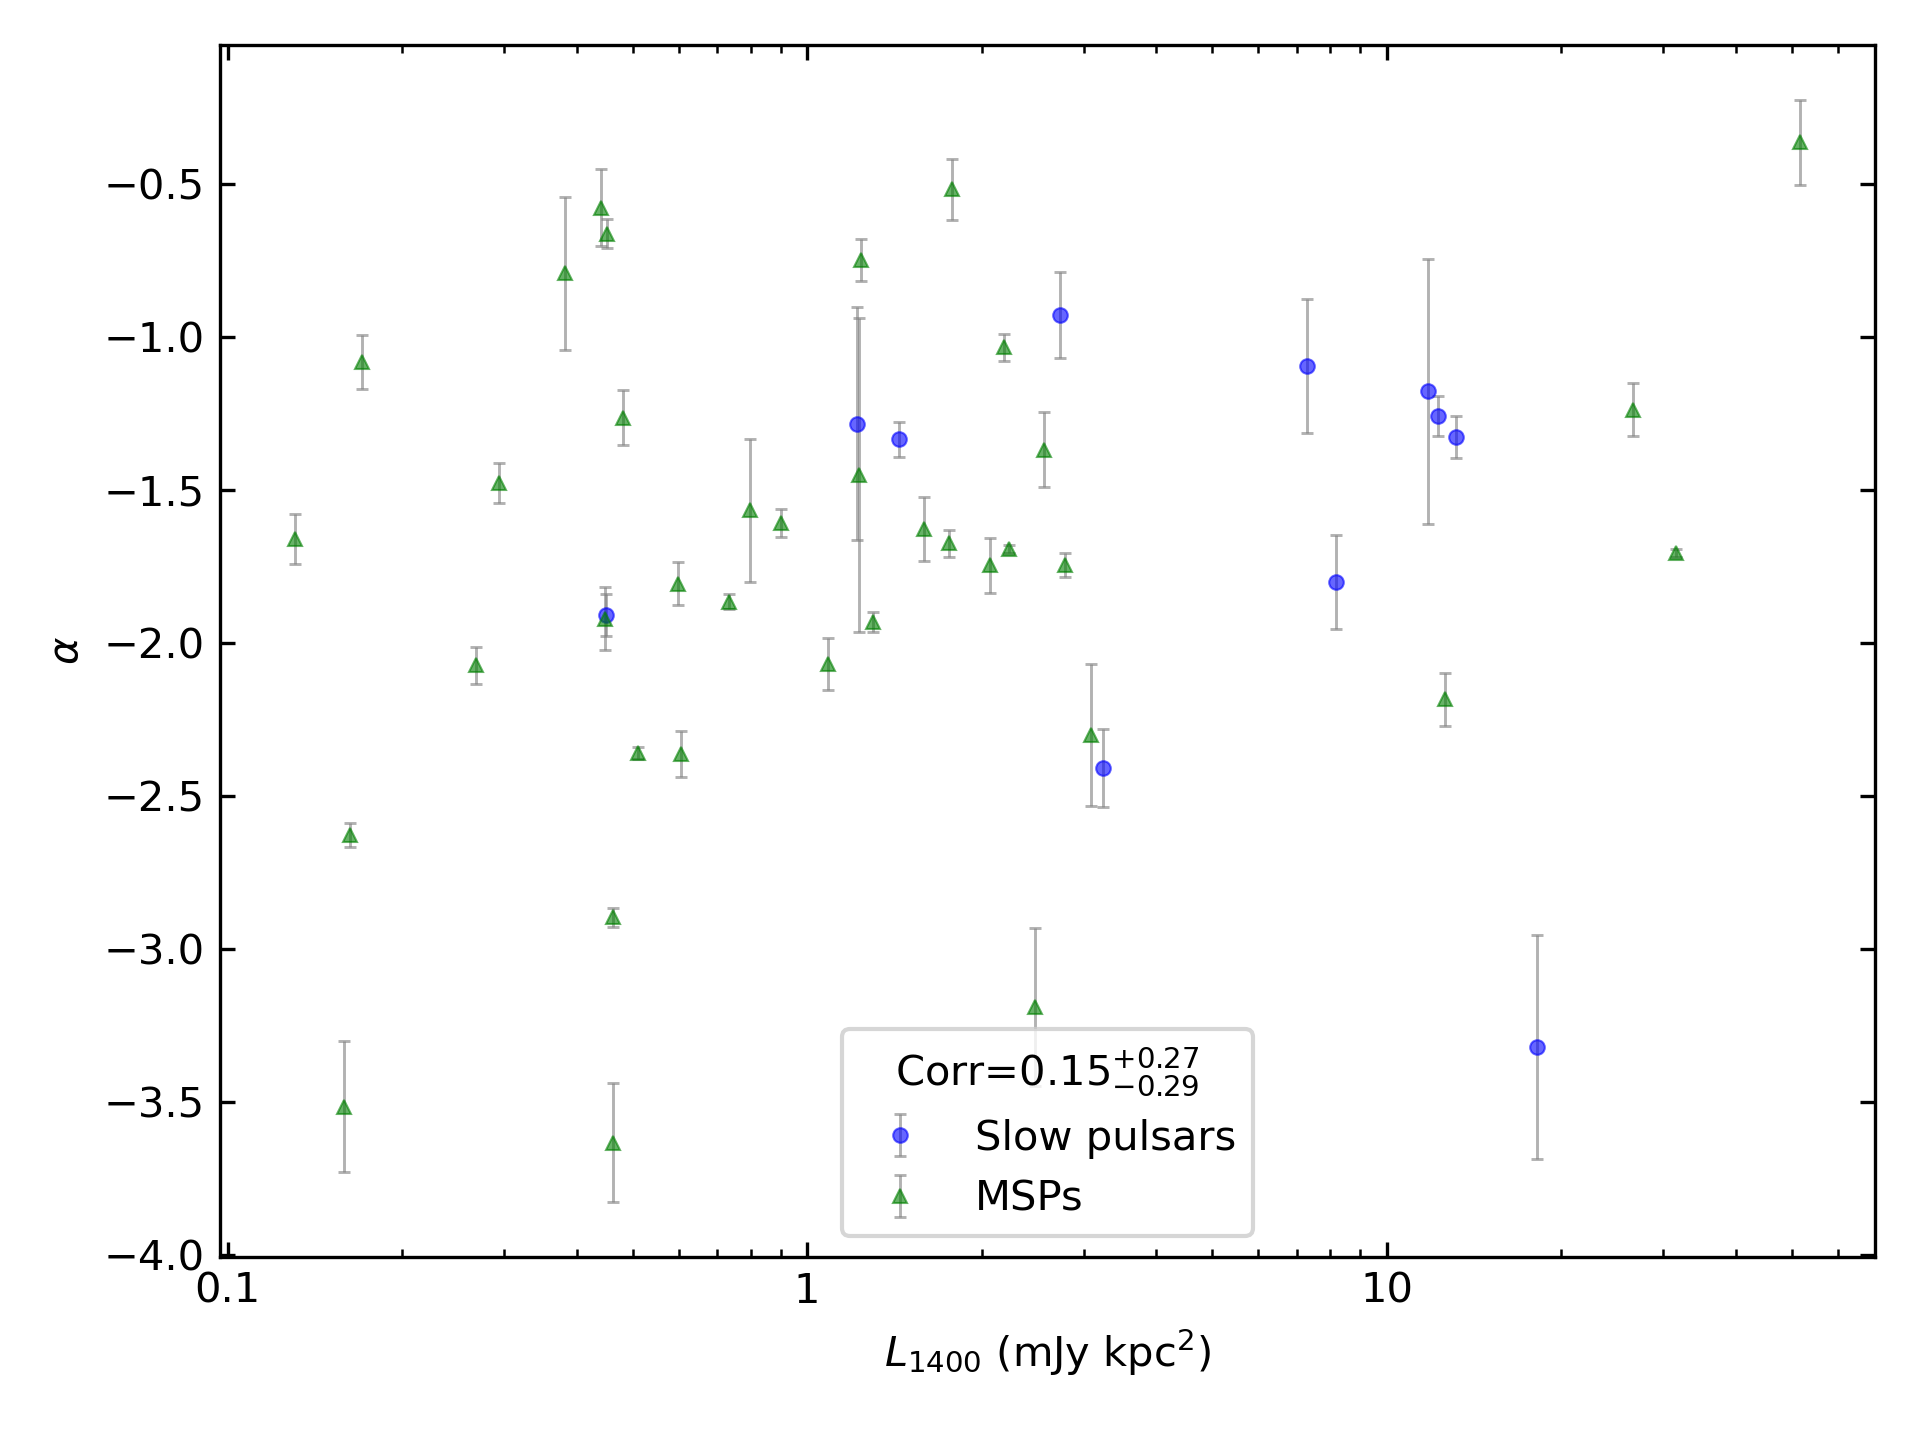 −0.5
−1.0
−1.5
−2.0
−2.5
−3.0
−3.5
−4.0
α
0.1 1 10
L₁₄₀₀ (mJy kpc²)
Corr=0.15 +0.27 −0.29
Slow pulsars
MSPs